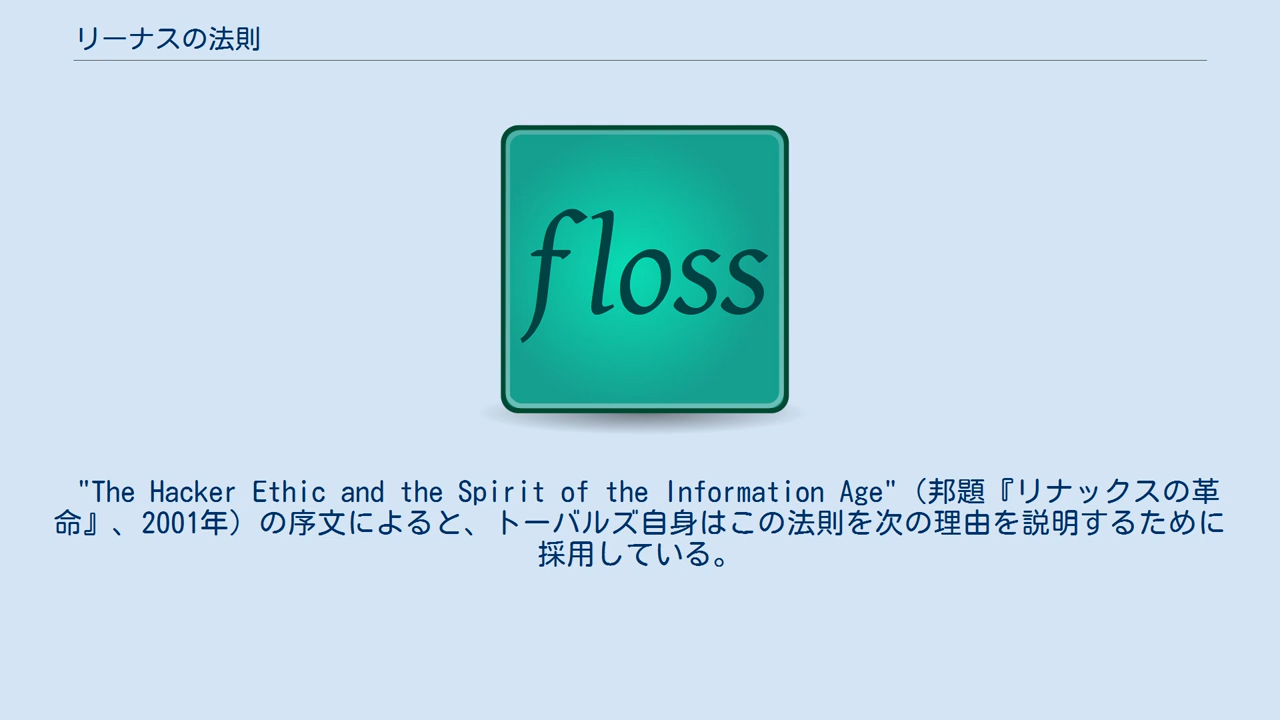 リーナスの法則
floss
"The Hacker Ethic and the Spirit of the Information Age"（邦題『リナックスの革
命』、2001年）の序文によると、トーバルズ自身はこの法則を次の理由を説明するために
採用している。